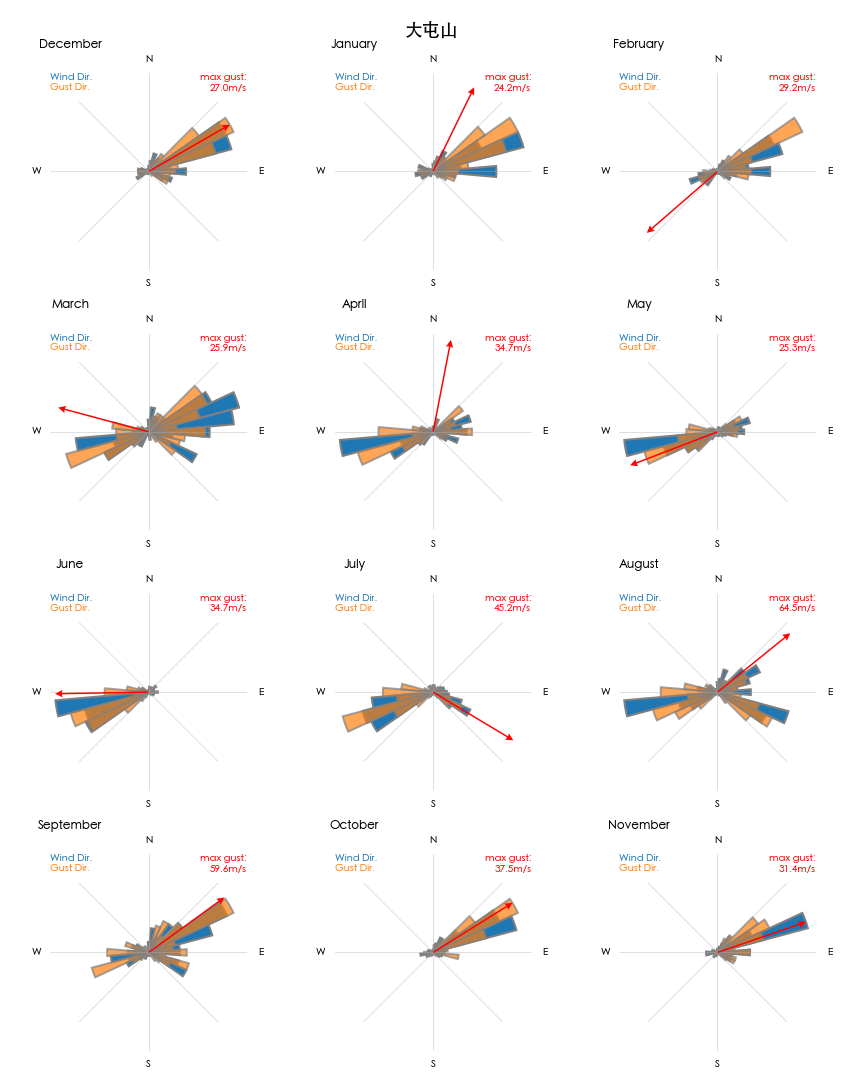 大屯山
December
January
February
N
N
N
Wind Dir.
Gust Dir.
max gust:
27.0m/s
Wind Dir.
Gust Dir.
max gust:
24.2m/s
Wind Dir.
Gust Dir.
max gust:
29.2m/s
W
E
W
E
W
E
S
S
S
March
April
May
N
N
N
Wind Dir.
Gust Dir.
max gust:
25.9m/s
Wind Dir.
Gust Dir.
max gust:
34.7m/s
Wind Dir.
Gust Dir.
max gust:
25.3m/s
W
E
W
E
W
E
S
S
S
June
July
August
N
N
N
Wind Dir.
Gust Dir.
max gust:
34.7m/s
Wind Dir.
Gust Dir.
max gust:
45.2m/s
Wind Dir.
Gust Dir.
max gust:
64.5m/s
W
E
W
E
W
E
S
S
S
September
October
November
N
N
N
Wind Dir.
Gust Dir.
max gust:
59.6m/s
Wind Dir.
Gust Dir.
max gust:
37.5m/s
Wind Dir.
Gust Dir.
max gust:
31.4m/s
W
E
W
E
W
E
S
S
S